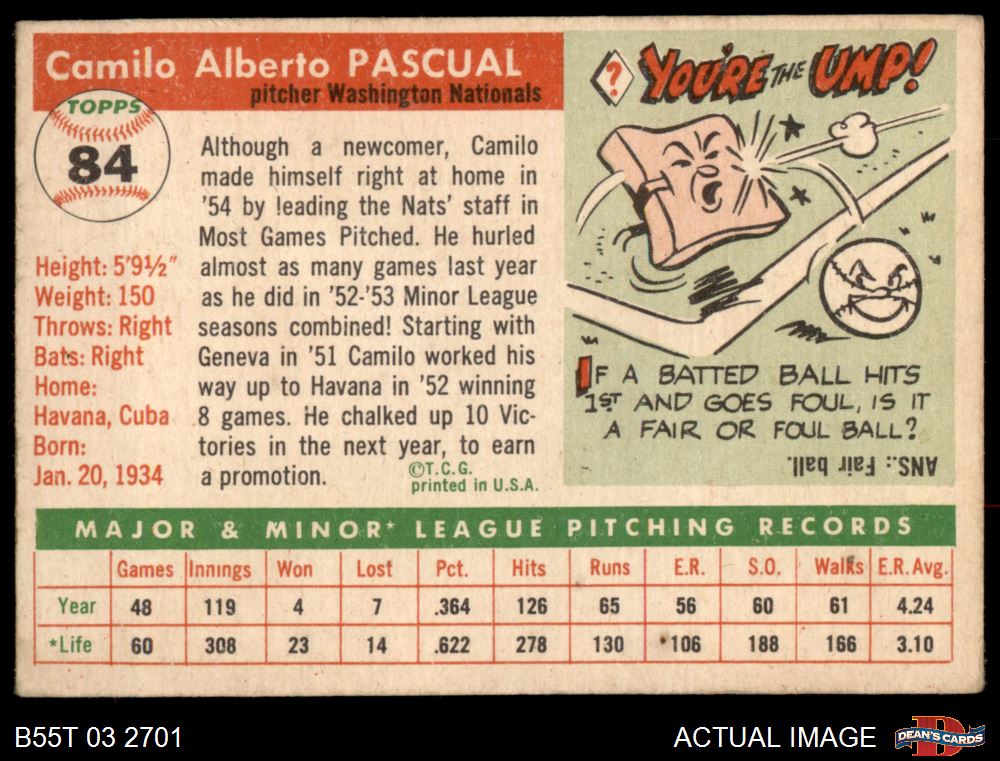 Camilo Alberto PASCUAL
pitcher Washington Nationals
TOPPS
84
Height: 5'9½"
Weight: 150
Throws: Right
Bats: Right
Home:
Havana, Cuba
Born:
Jan. 20, 1934
Although a newcomer, Camilo
made himself right at home in
'54 by leading the Nats' staff in
Most Games Pitched. He hurled
almost as many games last year
as he did in '52-'53 Minor League
seasons combined! Starting with
Geneva in '51 Camilo worked his
way up to Havana in '52 winning
8 games. He chalked up 10 Vic-
tories in the next year, to earn
a promotion.
©T.C.G.
printed in U.S.A.
? YOU'RE THE UMP!
IF A BATTED BALL HITS
1ST AND GOES FOUL, IS IT
A FAIR OR FOUL BALL?
ANS.: Fair ball.
MAJOR & MINOR* LEAGUE PITCHING RECORDS
Games Innings Won Lost Pct. Hits Runs E.R. S.O. Walks E.R. Avg.
Year 48 119 4 7 .364 126 65 56 60 61 4.24
*Life 60 308 23 14 .622 278 130 106 188 166 3.10
B55T 03 2701
ACTUAL IMAGE
DEAN'S CARDS